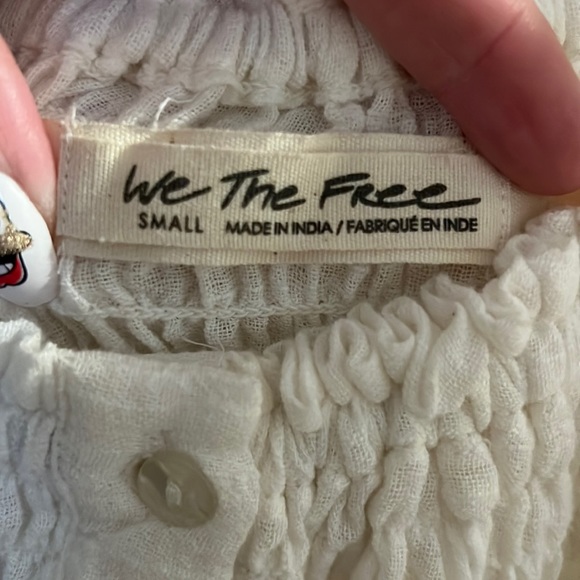 We The Free
SMALL MADE IN INDIA / FABRIQUÉ EN INDE